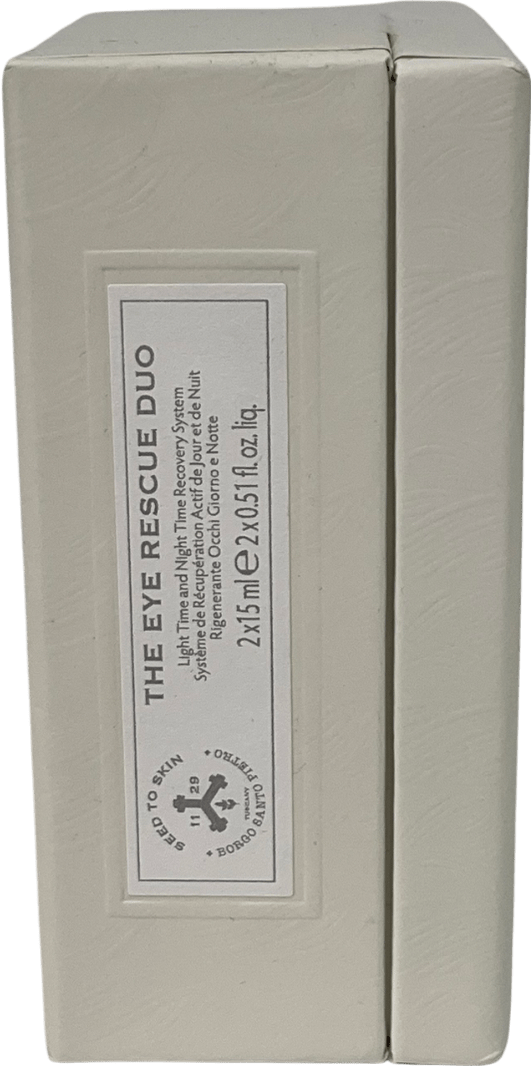 SEED TO SKIN
11 29
TUSCANY
+ BORGO SANTO PIETRO +
THE EYE RESCUE DUO
Light Time and Night Time Recovery System
Système de Récupération Actif de Jour et de Nuit
Rigenerante Occhi Giorno e Notte
2x15 ml e 2x0.51 fl. oz. liq.